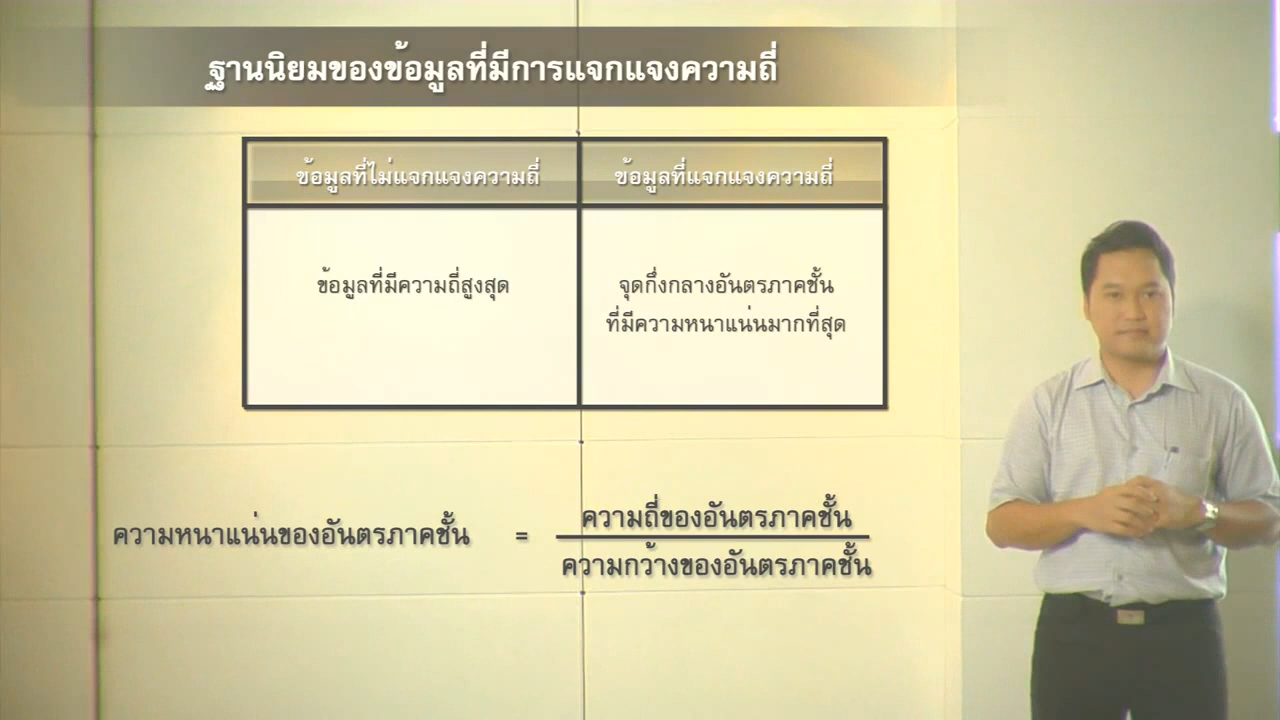 ฐานนิยมของข้อมูลที่มีการแจกแจงความถี่
ข้อมูลที่ไม่แจกแจงความถี่
ข้อมูลที่แจกแจงความถี่
ข้อมูลที่มีความถี่สูงสุด
จุดกึ่งกลางอันตรภาคชั้น
ที่มีความหนาแน่นมากที่สุด
ความหนาแน่นของอันตรภาคชั้น =
ความถี่ของอันตรภาคชั้น
ความกว้างของอันตรภาคชั้น